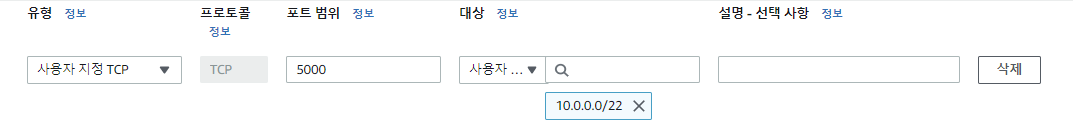 유형 정보 프로토콜 정보 포트 범위 정보 대상 정보 설명 - 선택 사항 정보
사용자 지정 TCP TCP 5000 사용자 ... 삭제
10.0.0.0/22